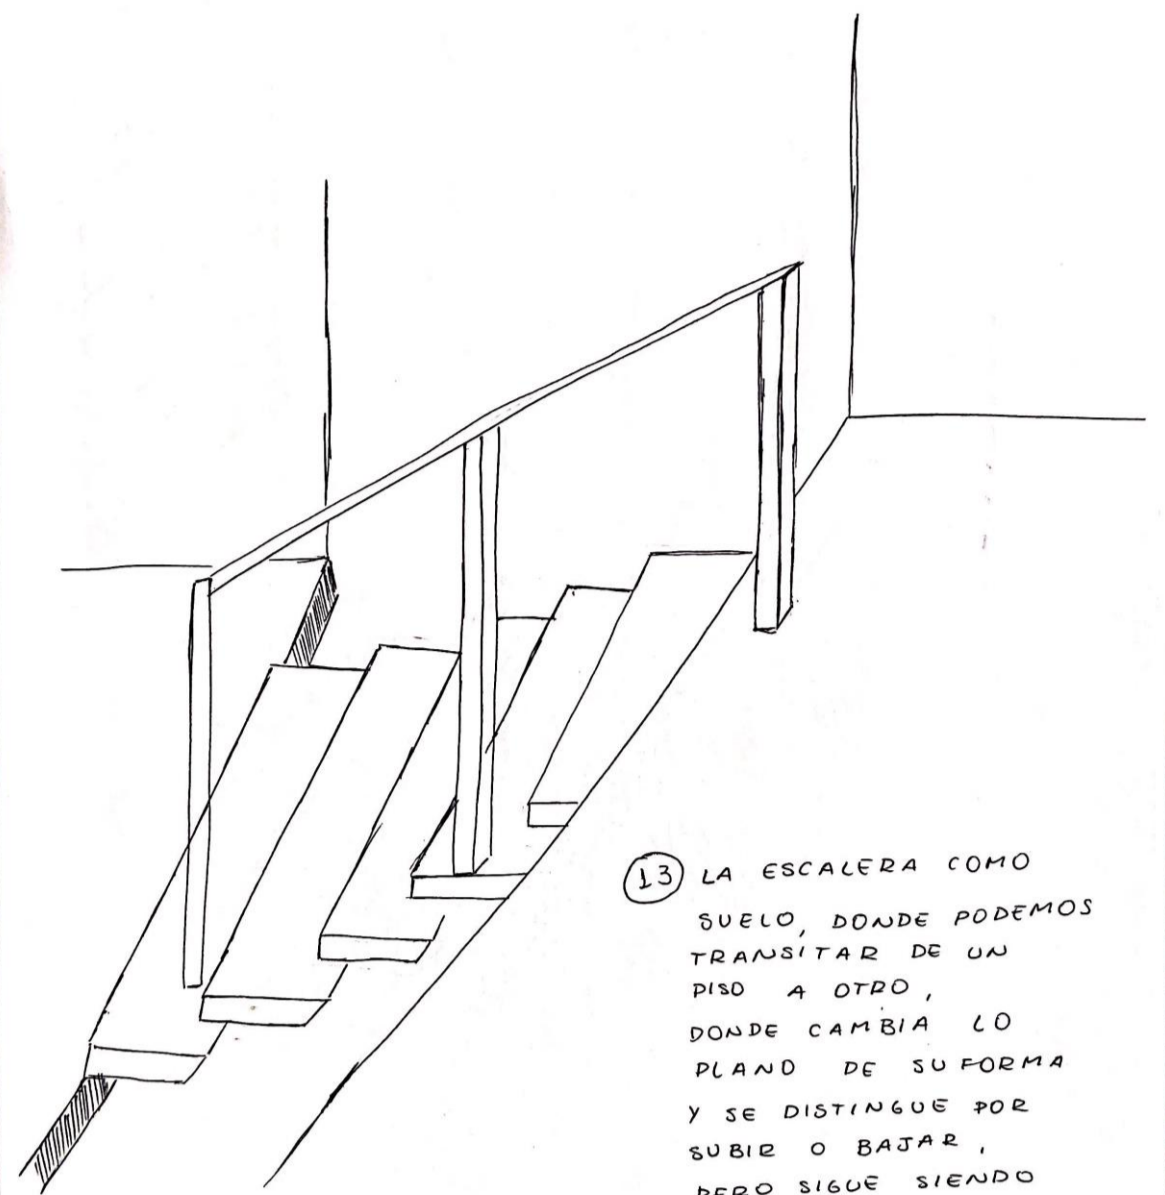 13 LA ESCALERA COMO
SUELO, DONDE PODEMOS
TRANSITAR DE UN
PISO A OTRO,
DONDE CAMBIA LO
PLANO DE SU FORMA
Y SE DISTINGUE POR
SUBIR O BAJAR,
PERO SIGUE SIENDO